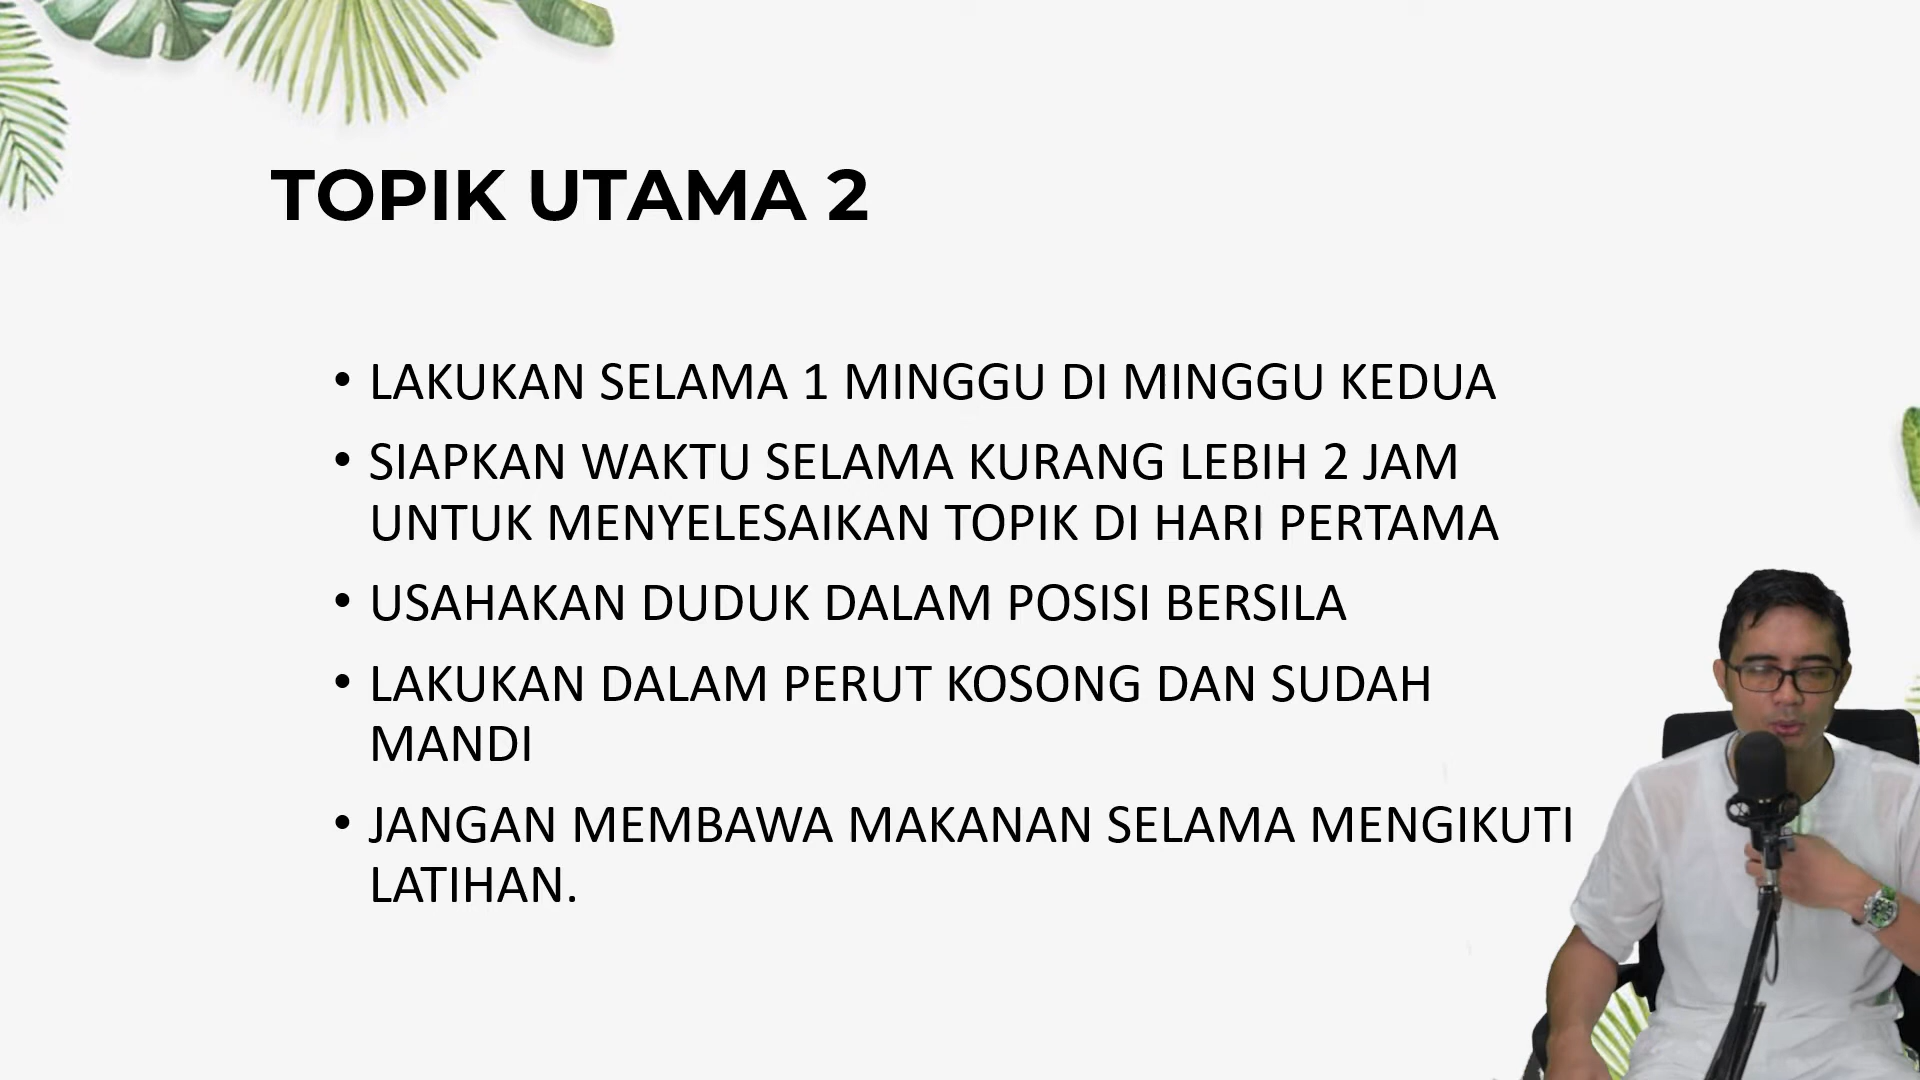 TOPIK UTAMA 2
• LAKUKAN SELAMA 1 MINGGU DI MINGGU KEDUA
• SIAPKAN WAKTU SELAMA KURANG LEBIH 2 JAM
UNTUK MENYELESAIKAN TOPIK DI HARI PERTAMA
• USAHAKAN DUDUK DALAM POSISI BERSILA
• LAKUKAN DALAM PERUT KOSONG DAN SUDAH
MANDI
• JANGAN MEMBAWA MAKANAN SELAMA MENGIKUTI
LATIHAN.